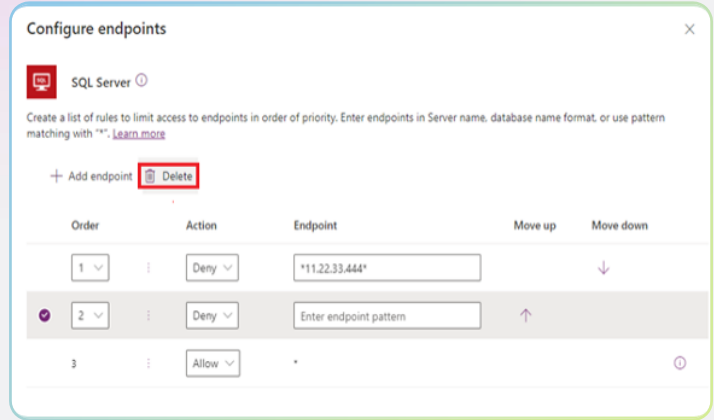 Configure endpoints
SQL
SQL Server
Create a list of rules to limit access to endpoints in order of priority. Enter endpoints in Server name, database name format, or use pattern
matching with "*". Learn more
+ Add endpoint Delete
Order Action Endpoint Move up Move down
1 Deny *11.22.33.444*
2 Deny Enter endpoint pattern
3 Allow *